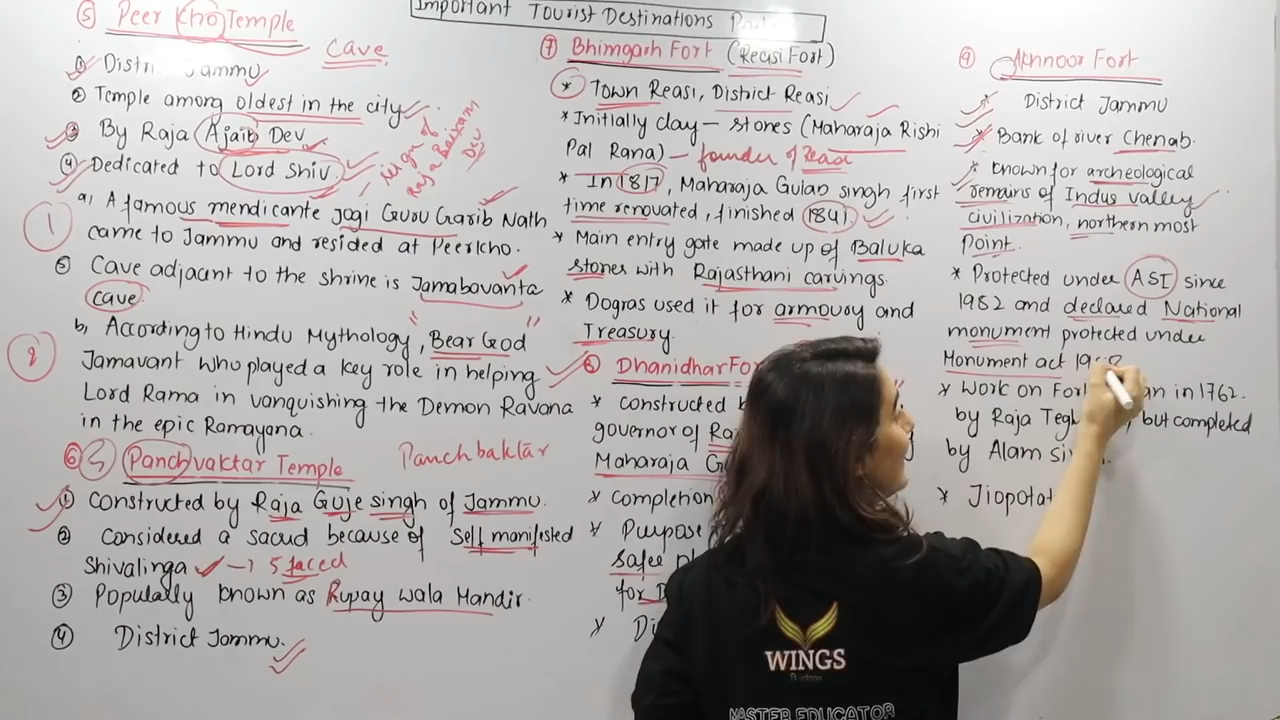 Important Tourist Destinations
⑤ Peer Kho Temple
Cave
① Jammu
② Temple among oldest in the city
③ By Raja Ajaib Dev
④ Dedicated to Lord Shiv.
reign of
Raja Bairam
Dev
a) A famous mendicante jogi Guru Garib Nath
came to Jammu and resided at Peerkho.
⑤ Cave adjacent to the shrine is Jamabavanta
cave.
b) According to Hindu Mythology, "Bear God"
Jamavant who played a key role in helping
Lord Rama in vanquishing the Demon Ravana
in the epic Ramayana.
⑥ Panchvaktar Temple
Panchbaktar
① Constructed by Raja Guje singh of Jammu.
② Considered a sacud because of Self manifested
Shivalinga → 5 faced
③ Populally known as Rupay wala Mandir.
④ District Jammu.
⑦ Bhimgarh Fort (Reasi Fort)
* Town Reasi, District Reasi
* Initially clay - stones (Maharaja Rishi
Pal Rana) - founder of
* In 1817, Maharaja Gulab singh first
time renovated, finished 1841
* Main entry gate made up of Baluka
stones with Rajasthani carvings.
* Dogras used it for armoury and
Treasury.
⑧ Dhanidhar
* constructed
governor of
Maharaja
* completion
* Purpose
safe
for
*
⑨ Akhnoor Fort
* District Jammu
* Bank of river Chenab.
* known for archeological
remains of Indus valley
civilization, northern most
Point.
* Protected under ASI since
1982 and declared National
monument protected under
Monument act
* Work on in 1762.
by Raja but completed
by Alam
*
WINGS
MASTER EDUCATOR